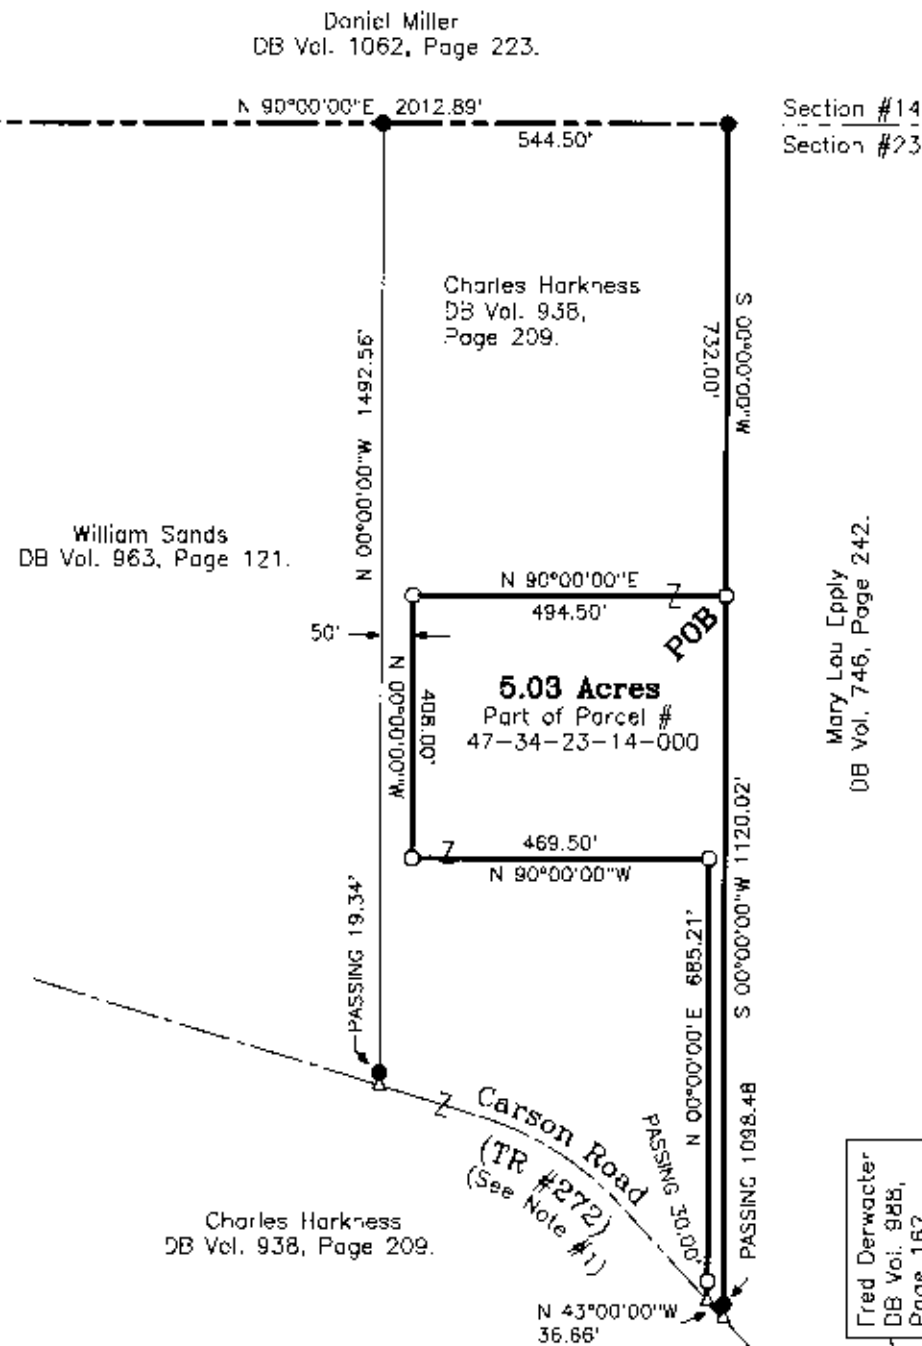 Daniel Miller
DB Vol. 1062, Page 223.
N 90°00'00"E 2012.89'
544.50'
Section #14
Section #23
Charles Harkness
DB Vol. 938,
Page 209.
S 00°00'00"W
732.00'
N 00°00'00"W 1492.56'
William Sands
DB Vol. 963, Page 121.
N 90°00'00"E
494.50'
POB
50'
N 00°00'00"W
408.00'
5.03 Acres
Part of Parcel #
47-34-23-14-000
Mary Lou Epply
DB Vol. 746, Page 242.
469.50'
N 90°00'00"W
S 00°00'00"W 1120.02'
PASSING 19.34'
N 00°00'00'E 685.21'
Carson Road
(TR #272)
(See Note #1)
PASSING 30.00'
PASSING 1098.48
Charles Harkness
DB Vol. 938, Page 209.
N 43°00'00"W
36.66'
Fred Derwacter
DB Vol. 988,
Page 162